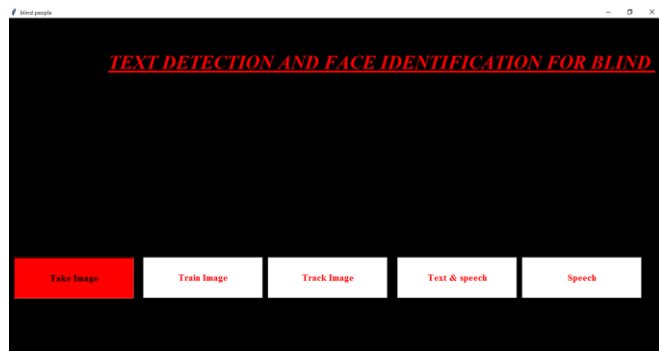 blind people
TEXT DETECTION AND FACE IDENTIFICATION FOR BLIND
Take Image
Train Image
Track Image
Text & speech
Speech